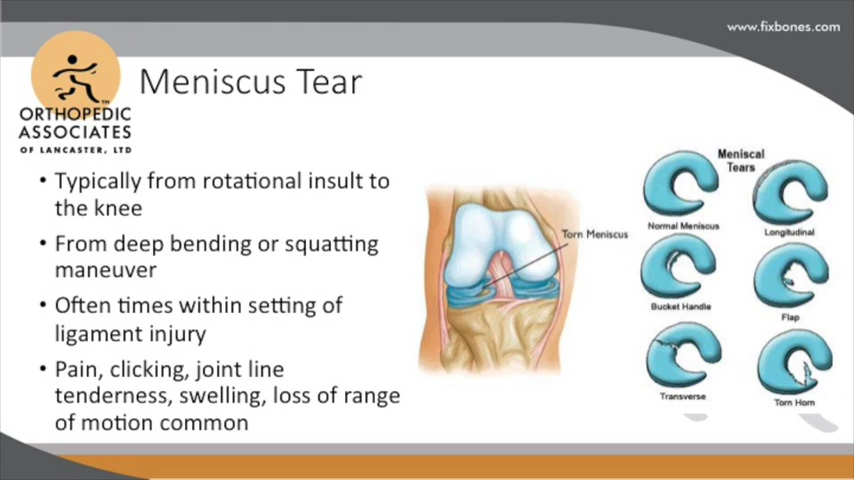 www.fixbones.com
Meniscus Tear
ORTHOPEDIC
ASSOCIATES
OF LANCASTER, LTD
• Typically from rotational insult to
the knee
• From deep bending or squatting
maneuver
• Often times within setting of
ligament injury
• Pain, clicking, joint line
tenderness, swelling, loss of range
of motion common
Torn Meniscus
Meniscal
Tears
Normal Meniscus
Longitudinal
Bucket Handle
Flap
Transverse
Torn Horn